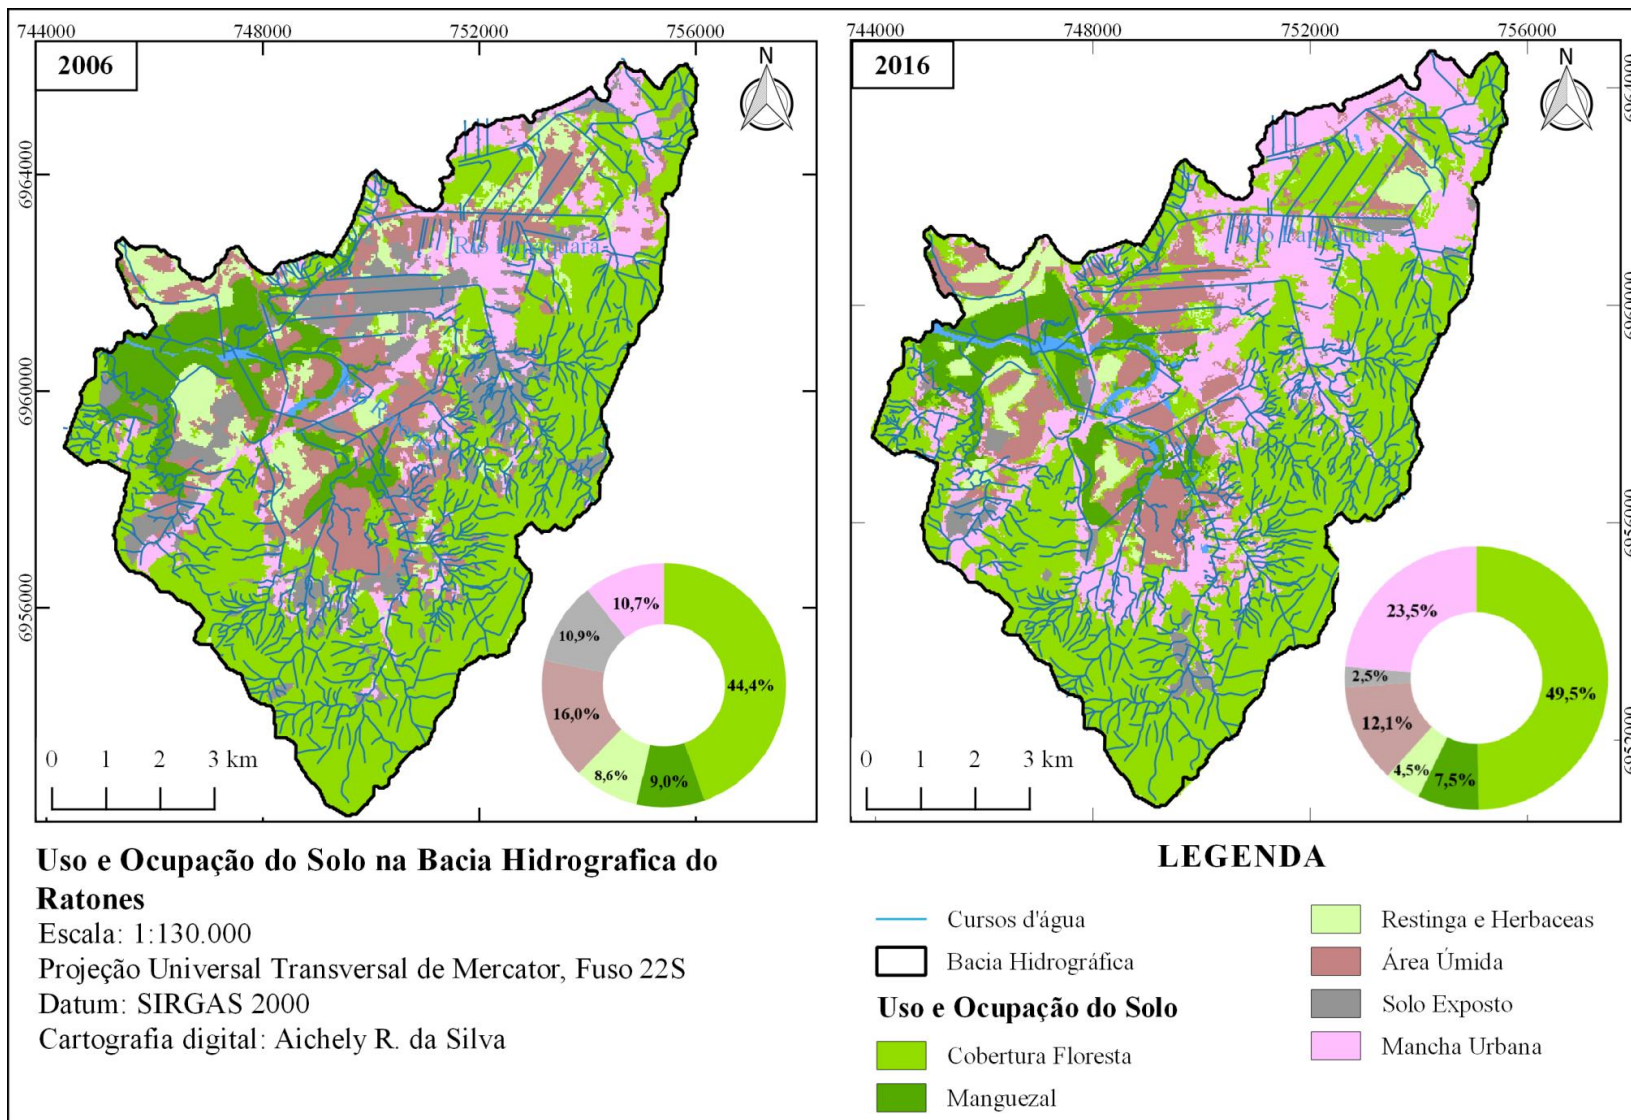 744000
748000
752000
756000
2006
N
6964000
6960000
6956000
10,7%
10,9%
44,4%
16,0%
8,6%
9,0%
0 1 2 3 km
744000
748000
752000
756000
2016
N
6964000
6960000
6956000
6952000
23,5%
2,5%
49,5%
12,1%
4,5%
7,5%
0 1 2 3 km
Uso e Ocupação do Solo na Bacia Hidrografica do
Ratones
Escala: 1:130.000
Projeção Universal Transversal de Mercator, Fuso 22S
Datum: SIRGAS 2000
Cartografia digital: Aichely R. da Silva
LEGENDA
Cursos d'água
Bacia Hidrográfica
Uso e Ocupação do Solo
Cobertura Floresta
Manguezal
Restinga e Herbaceas
Área Úmida
Solo Exposto
Mancha Urbana